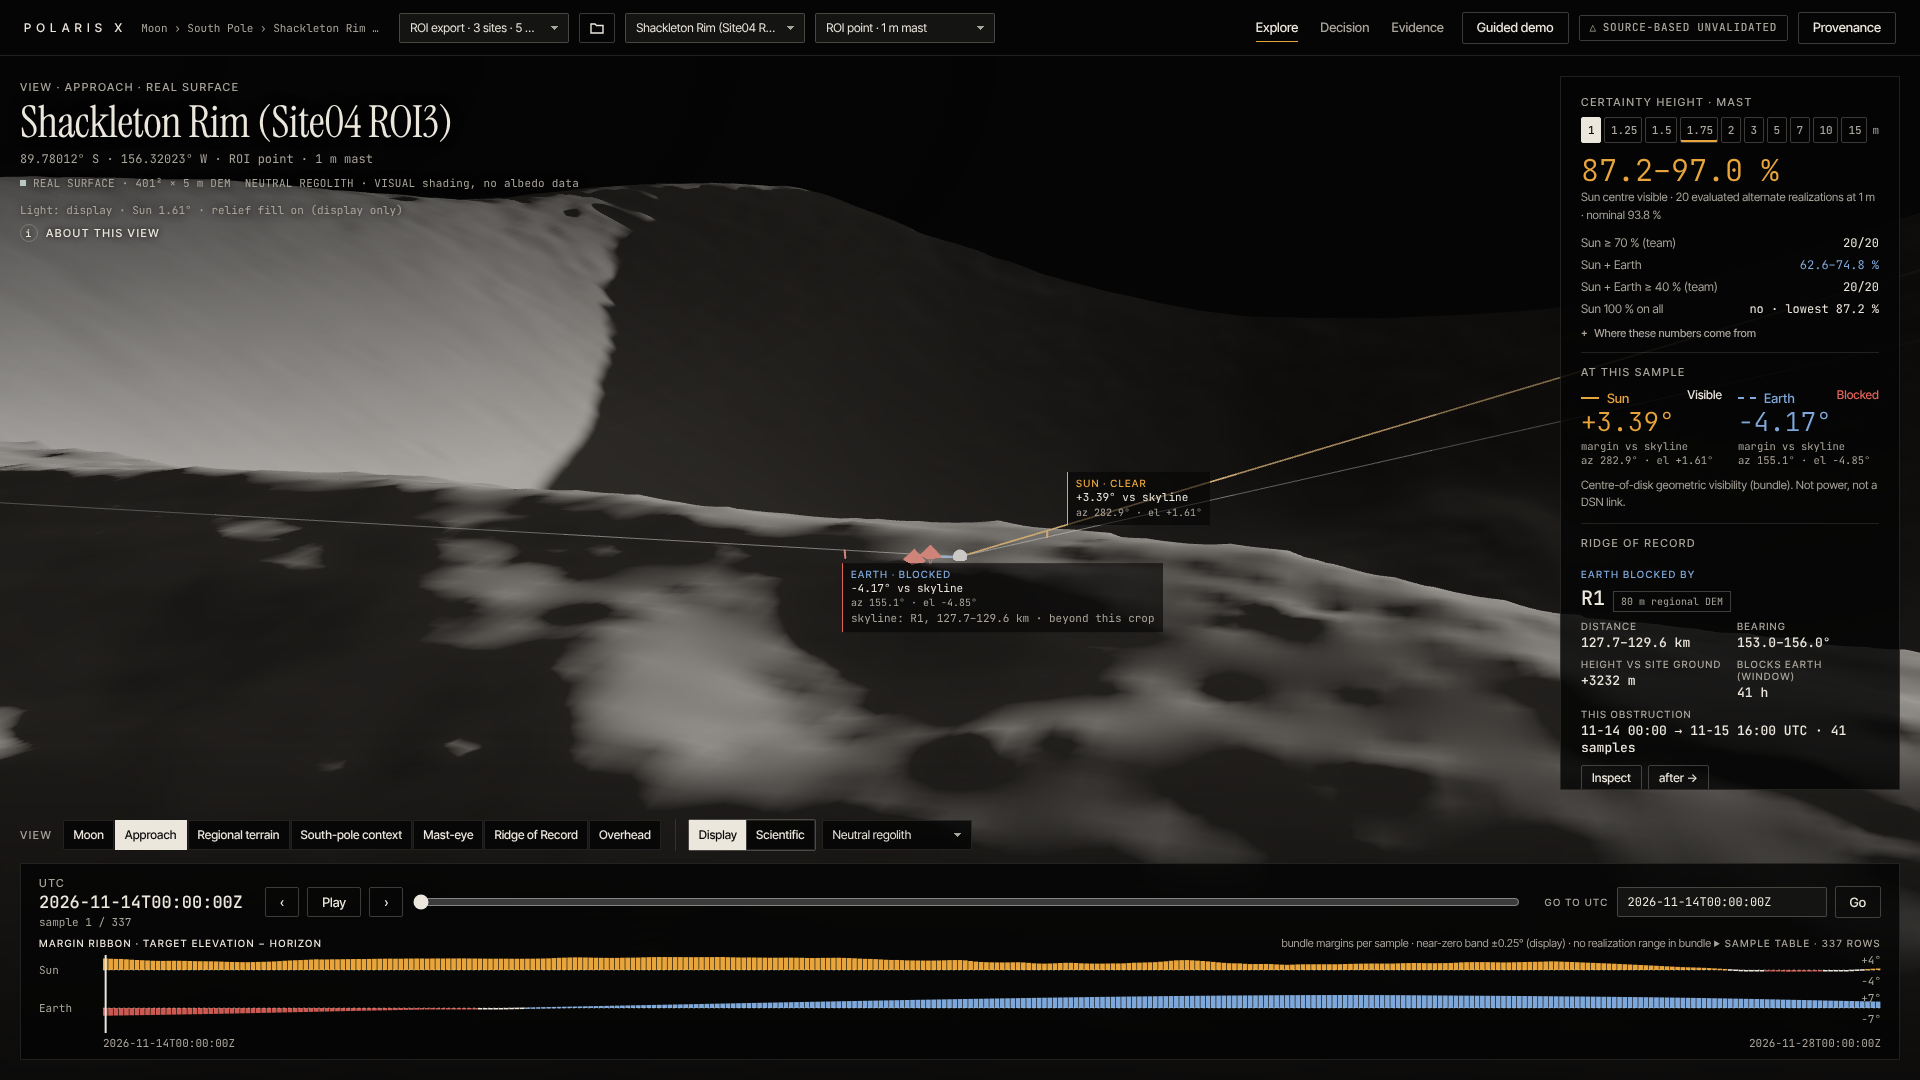 POLARIS X
Moon › South Pole › Shackleton Rim …
ROI export · 3 sites · 5 ...
Shackleton Rim (Site04 R...
ROI point · 1 m mast
Explore
Decision
Evidence
Guided demo
△ SOURCE-BASED UNVALIDATED
Provenance
VIEW · APPROACH · REAL SURFACE
Shackleton Rim (Site04 ROI3)
89.78012° S · 156.32023° W · ROI point · 1 m mast
REAL SURFACE · 401² × 5 m DEM NEUTRAL REGOLITH · VISUAL shading, no albedo data
Light: display · Sun 1.61° · relief fill on (display only)
i ABOUT THIS VIEW
CERTAINTY HEIGHT · MAST
1 1.25 1.5 1.75 2 3 5 7 10 15 m
87.2–97.0 %
Sun centre visible · 20 evaluated alternate realizations at 1 m
· nominal 93.8 %
Sun ≥ 70 % (team) 20/20
Sun + Earth 62.6–74.8 %
Sun + Earth ≥ 40 % (team) 20/20
Sun 100 % on all no · lowest 87.2 %
+ Where these numbers come from
AT THIS SAMPLE
Sun Visible
+3.39°
margin vs skyline
az 282.9° · el +1.61°
Earth Blocked
-4.17°
margin vs skyline
az 155.1° · el -4.85°
Centre-of-disk geometric visibility (bundle). Not power, not a
DSN link.
RIDGE OF RECORD
EARTH BLOCKED BY
R1 80 m regional DEM
DISTANCE
127.7–129.6 km
BEARING
153.0–156.0°
HEIGHT VS SITE GROUND
+3232 m
BLOCKS EARTH
(WINDOW)
41 h
THIS OBSTRUCTION
11-14 00:00 → 11-15 16:00 UTC · 41
samples
Inspect
after →
SUN · CLEAR
+3.39° vs skyline
az 282.9° · el +1.61°
EARTH · BLOCKED
-4.17° vs skyline
az 155.1° · el -4.85°
skyline: R1, 127.7–129.6 km · beyond this crop
VIEW
Moon
Approach
Regional terrain
South-pole context
Mast-eye
Ridge of Record
Overhead
Display
Scientific
Neutral regolith
UTC
2026-11-14T00:00:00Z
sample 1 / 337
‹
Play
›
GO TO UTC
2026-11-14T00:00:00Z
Go
MARGIN RIBBON · TARGET ELEVATION – HORIZON
bundle margins per sample · near-zero band ±0.25° (display) · no realization range in bundle
▸ SAMPLE TABLE · 337 ROWS
Sun
+4°
-4°
Earth
+7°
-7°
2026-11-14T00:00:00Z
2026-11-28T00:00:00Z